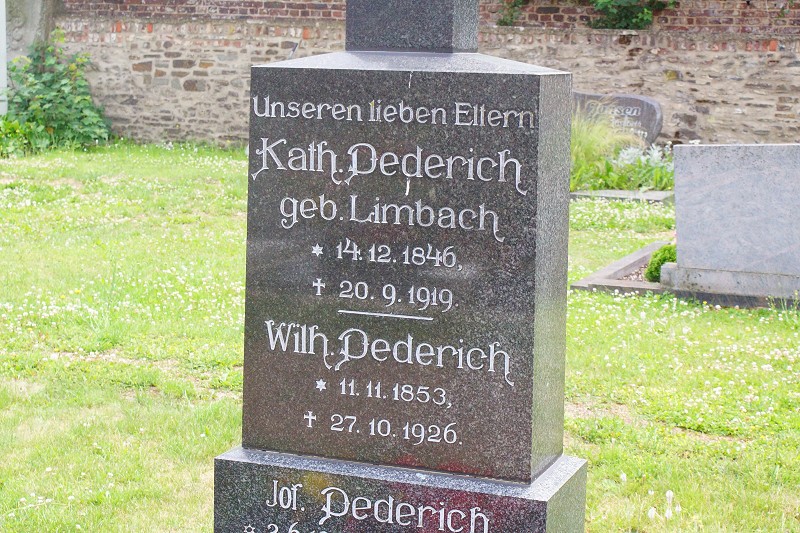 Unseren lieben Eltern
Kath. Dederich
geb. Limbach
* 14. 12. 1846,
† 20. 9. 1919.
Wilh. Dederich
* 11. 11. 1853,
† 27. 10. 1926.
Jos. Dederich